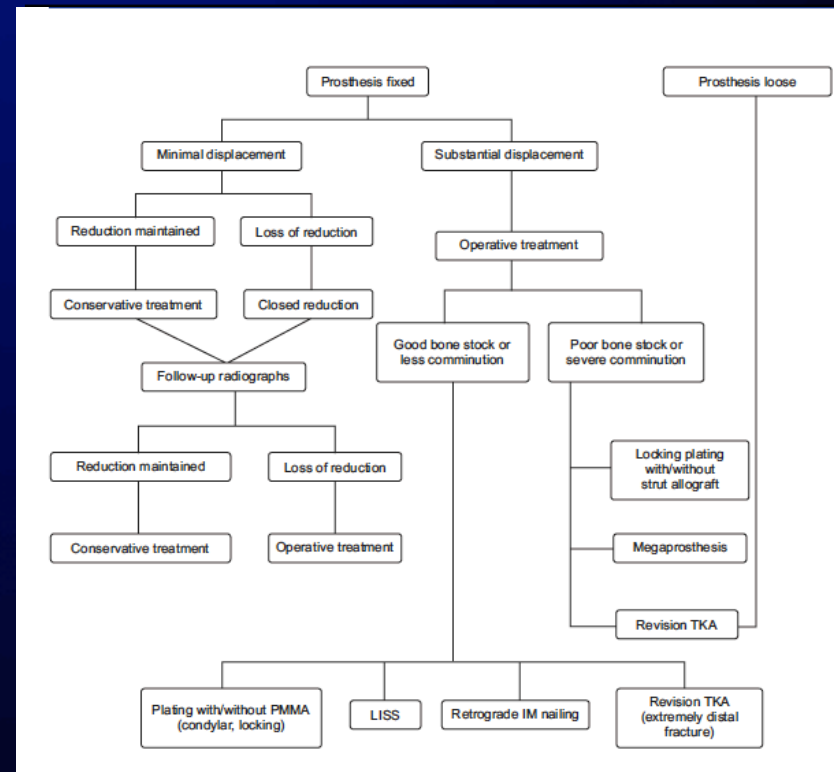 Prosthesis fixed
Prosthesis loose
Minimal displacement
Substantial displacement
Reduction maintained
Loss of reduction
Operative treatment
Conservative treatment
Closed reduction
Good bone stock or
less comminution
Poor bone stock or
severe comminution
Follow-up radiographs
Reduction maintained
Loss of reduction
Locking plating
with/without
strut allograft
Conservative treatment
Operative treatment
Megaprosthesis
Revision TKA
Plating with/without PMMA
(condylar, locking)
LISS
Retrograde IM nailing
Revision TKA
(extremely distal
fracture)